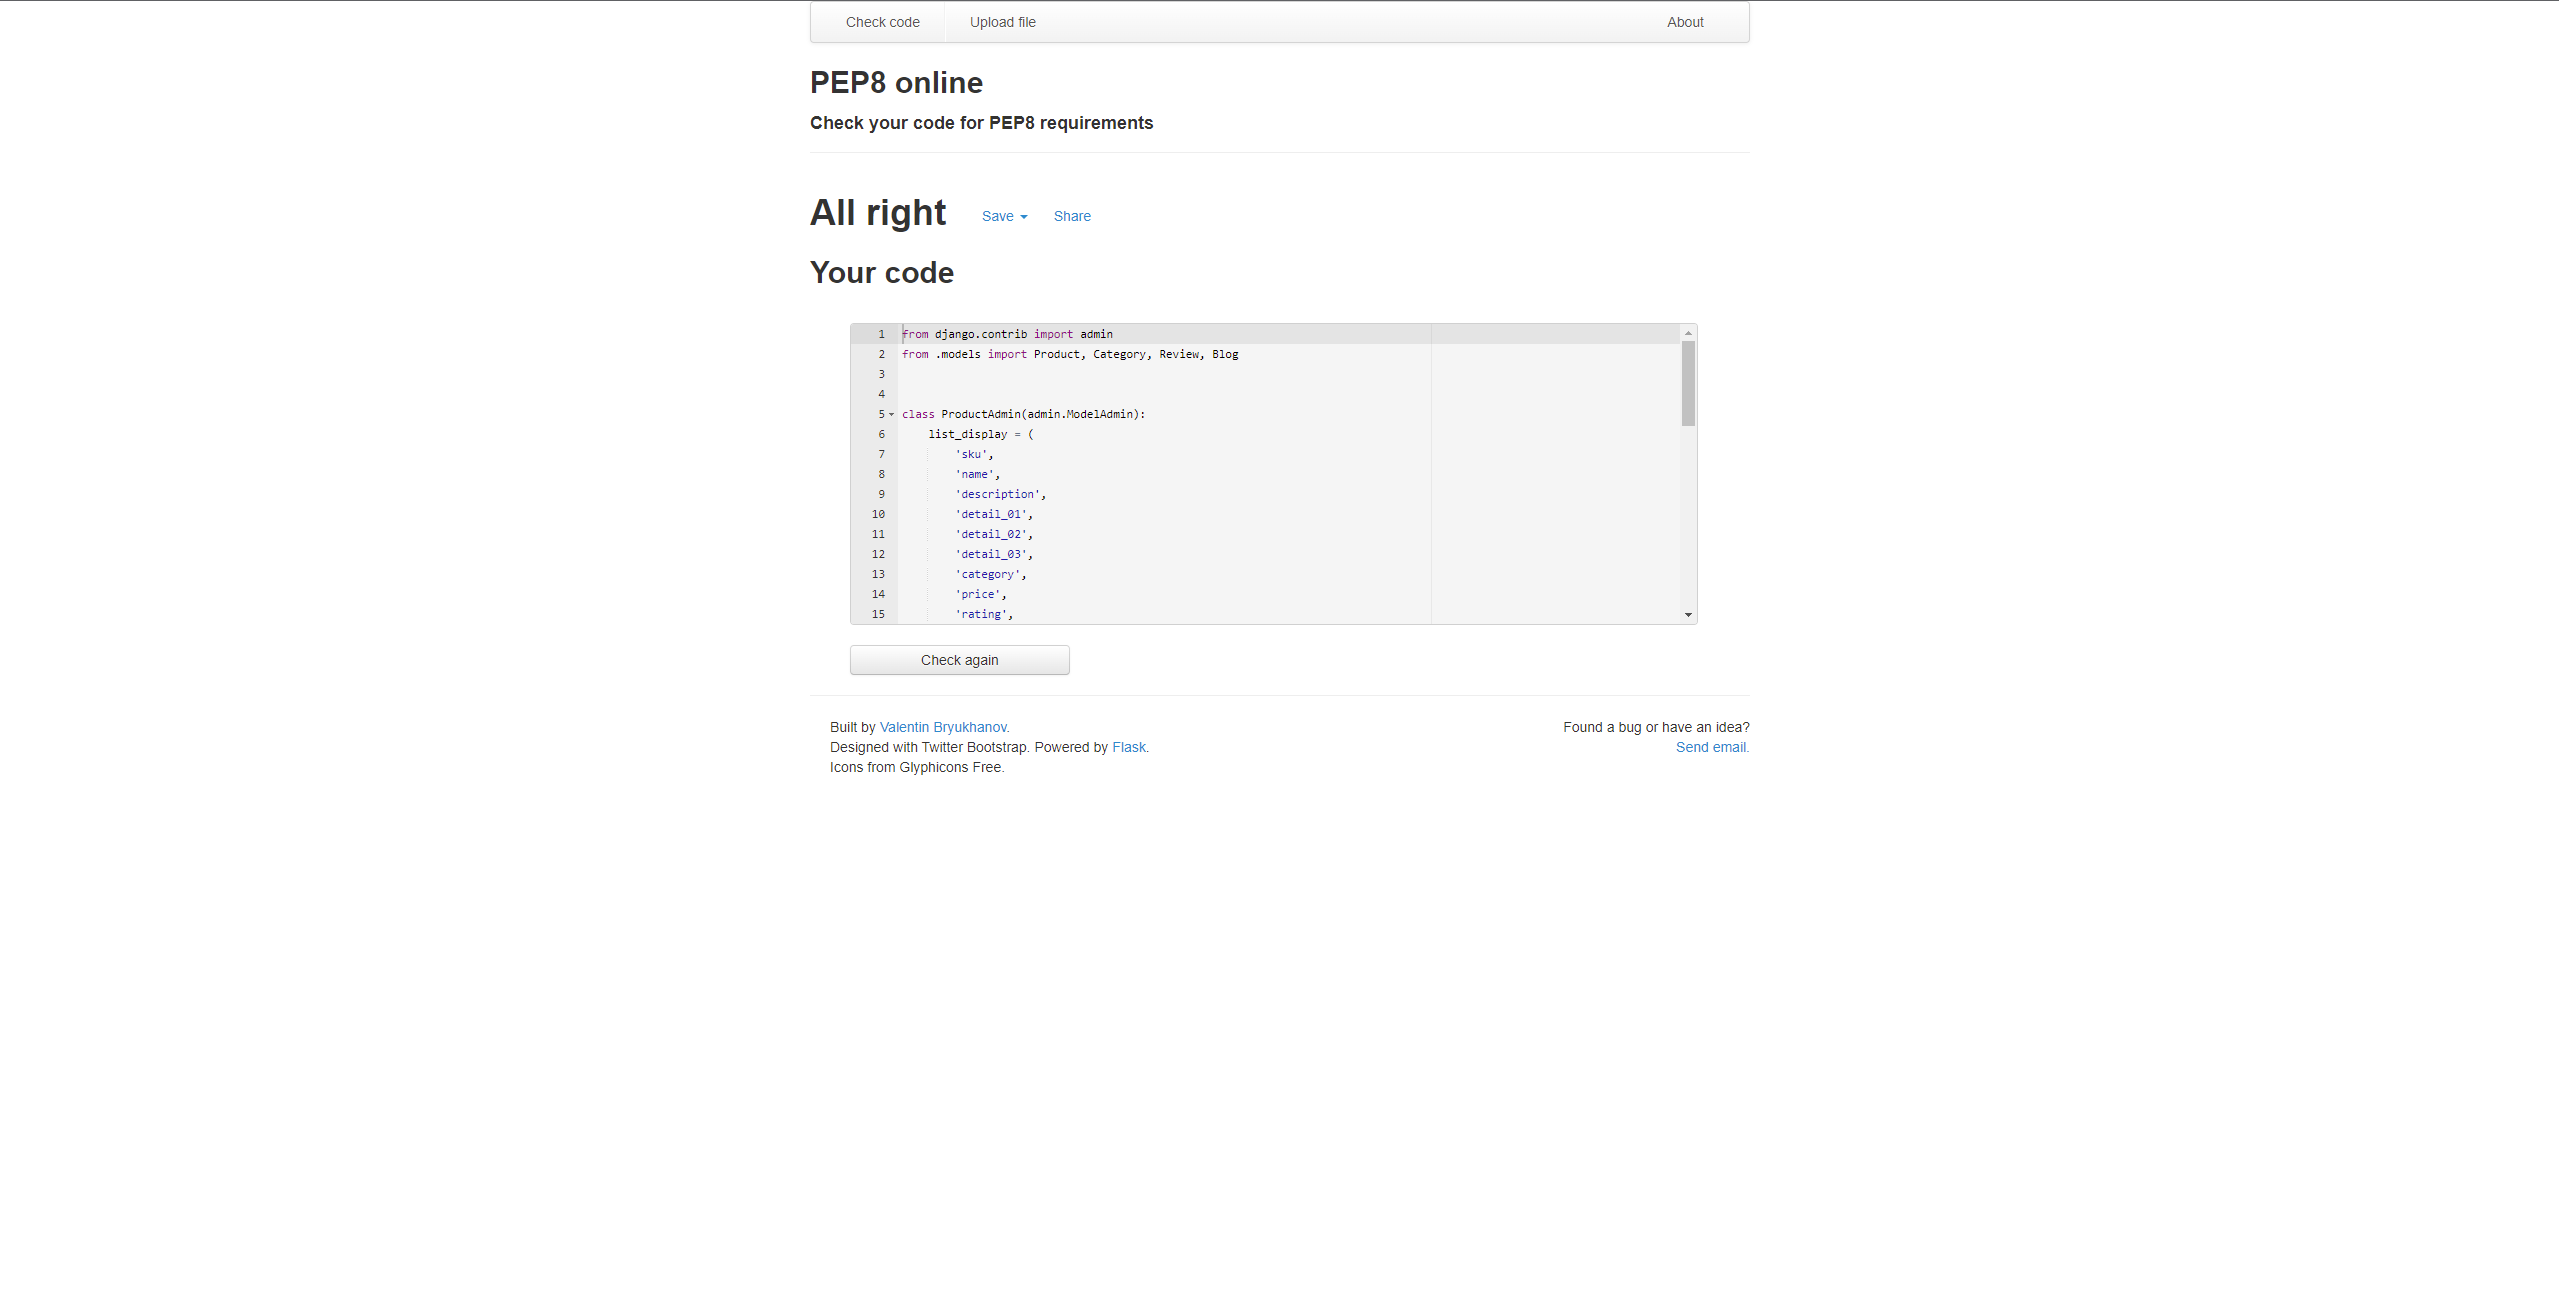 Check code Upload file About
PEP8 online
Check your code for PEP8 requirements
All right Save Share
Your code
1 from django.contrib import admin
2 from .models import Product, Category, Review, Blog
3
4
5 class ProductAdmin(admin.ModelAdmin):
6 list_display = (
7 'sku',
8 'name',
9 'description',
10 'detail_01',
11 'detail_02',
12 'detail_03',
13 'category',
14 'price',
15 'rating',
Check again
Built by Valentin Bryukhanov. Found a bug or have an idea?
Designed with Twitter Bootstrap. Powered by Flask. Send email.
Icons from Glyphicons Free.